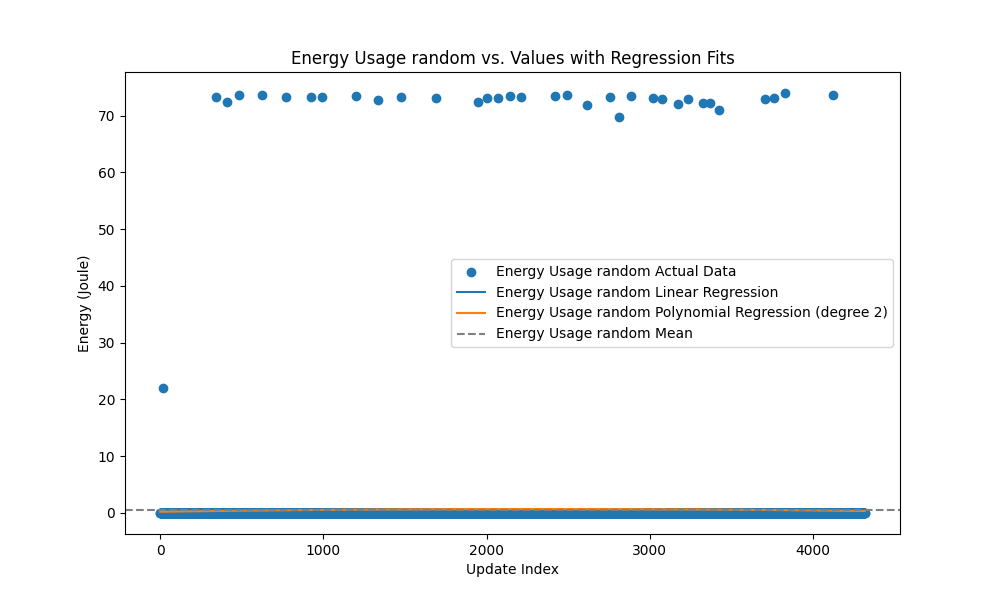 Energy Usage random vs. Values with Regression Fits
Energy (Joule)
70
60
50
40
30
20
10
0
Energy Usage random Actual Data
Energy Usage random Linear Regression
Energy Usage random Polynomial Regression (degree 2)
Energy Usage random Mean
0 1000 2000 3000 4000
Update Index